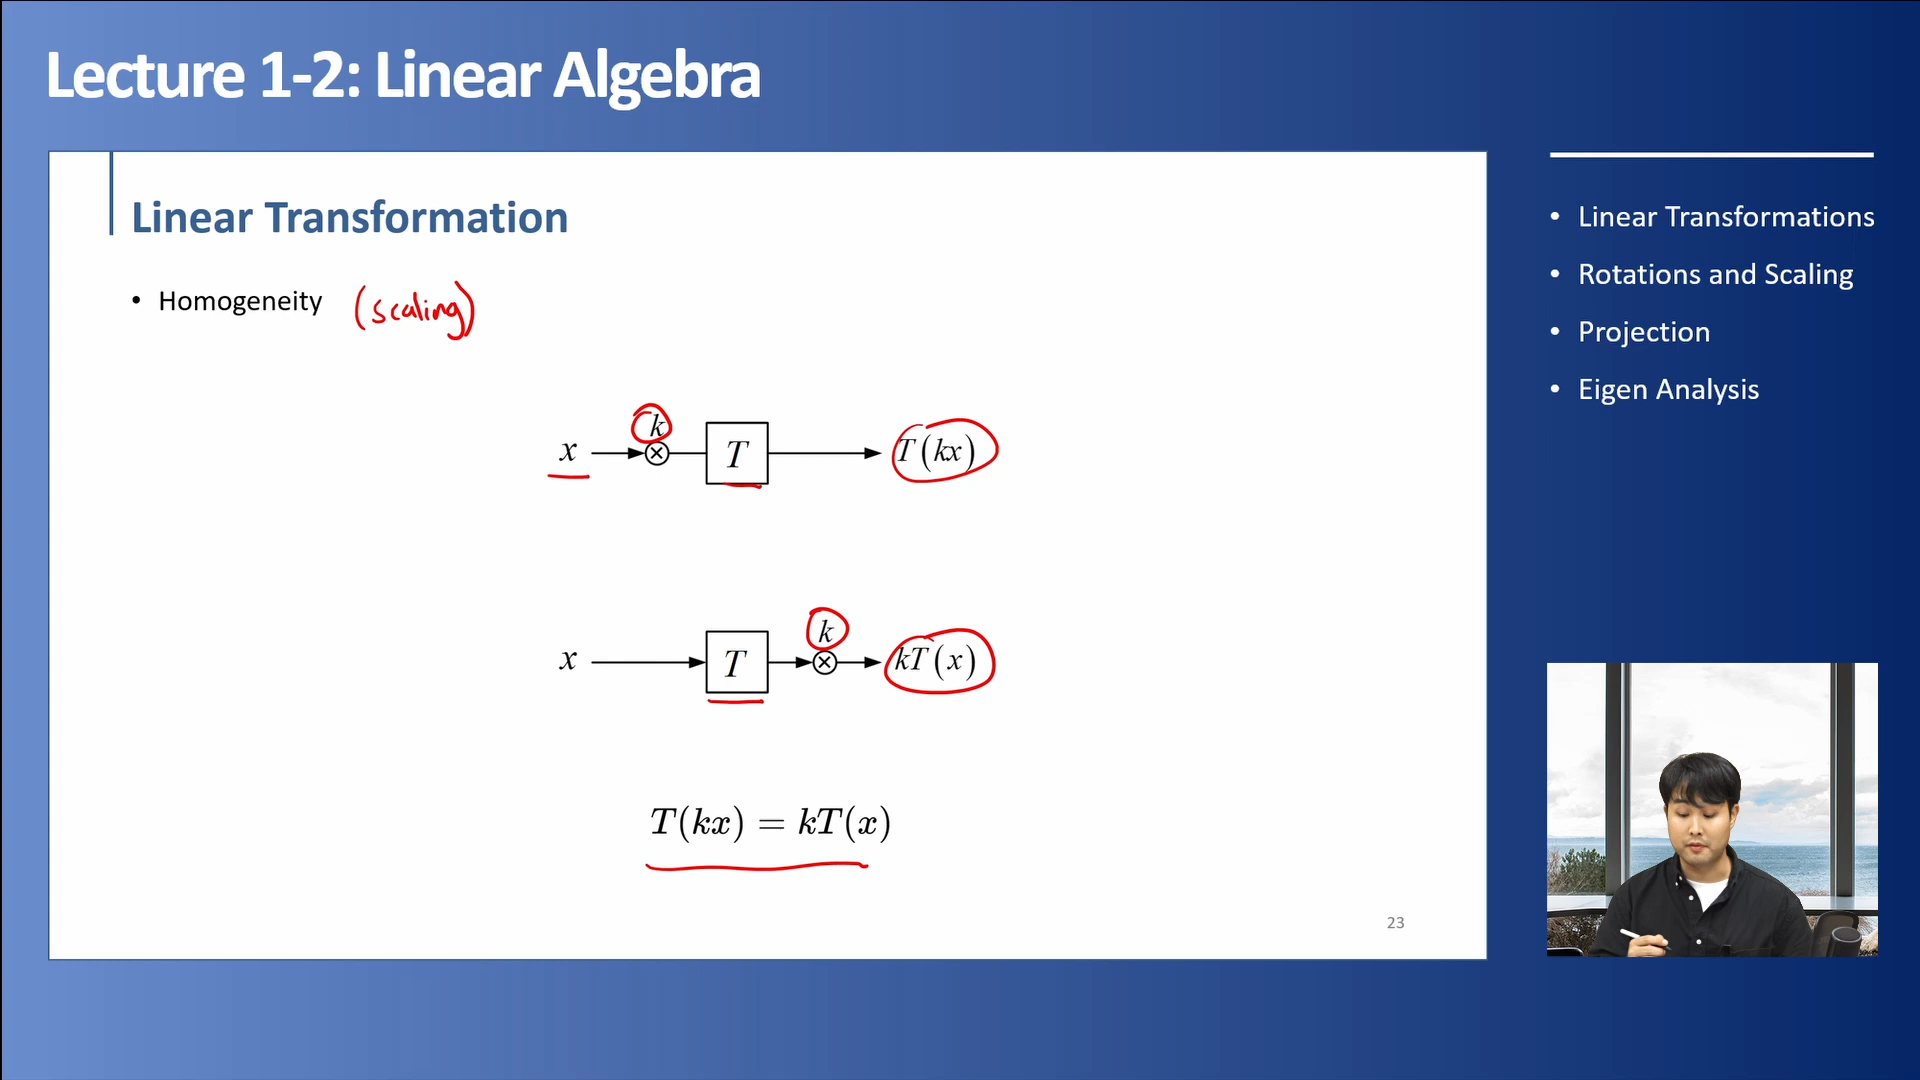 Lecture 1-2: Linear Algebra
Linear Transformation
• Homogeneity (scaling)
x k T T(kx)
x T k kT(x)
T(kx) = kT(x)
23
• Linear Transformations
• Rotations and Scaling
• Projection
• Eigen Analysis